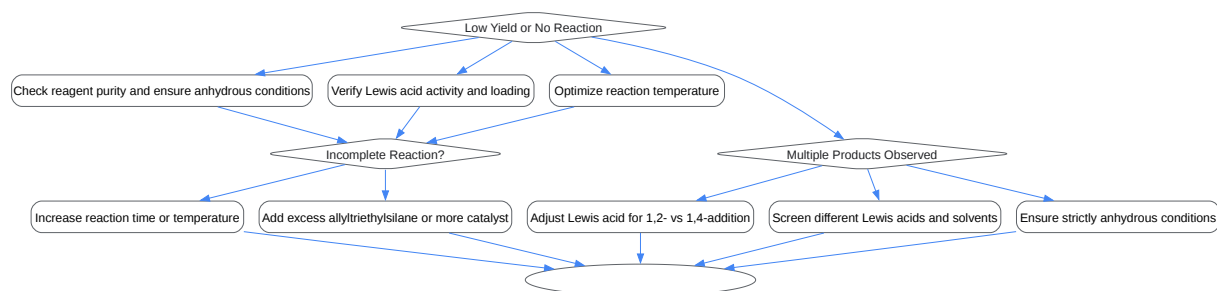 Low Yield or No Reaction
Check reagent purity and ensure anhydrous conditions
Verify Lewis acid activity and loading
Optimize reaction temperature
Incomplete Reaction?
Multiple Products Observed
Increase reaction time or temperature
Add excess allyltriethylsilane or more catalyst
Adjust Lewis acid for 1,2- vs 1,4-addition
Screen different Lewis acids and solvents
Ensure strictly anhydrous conditions